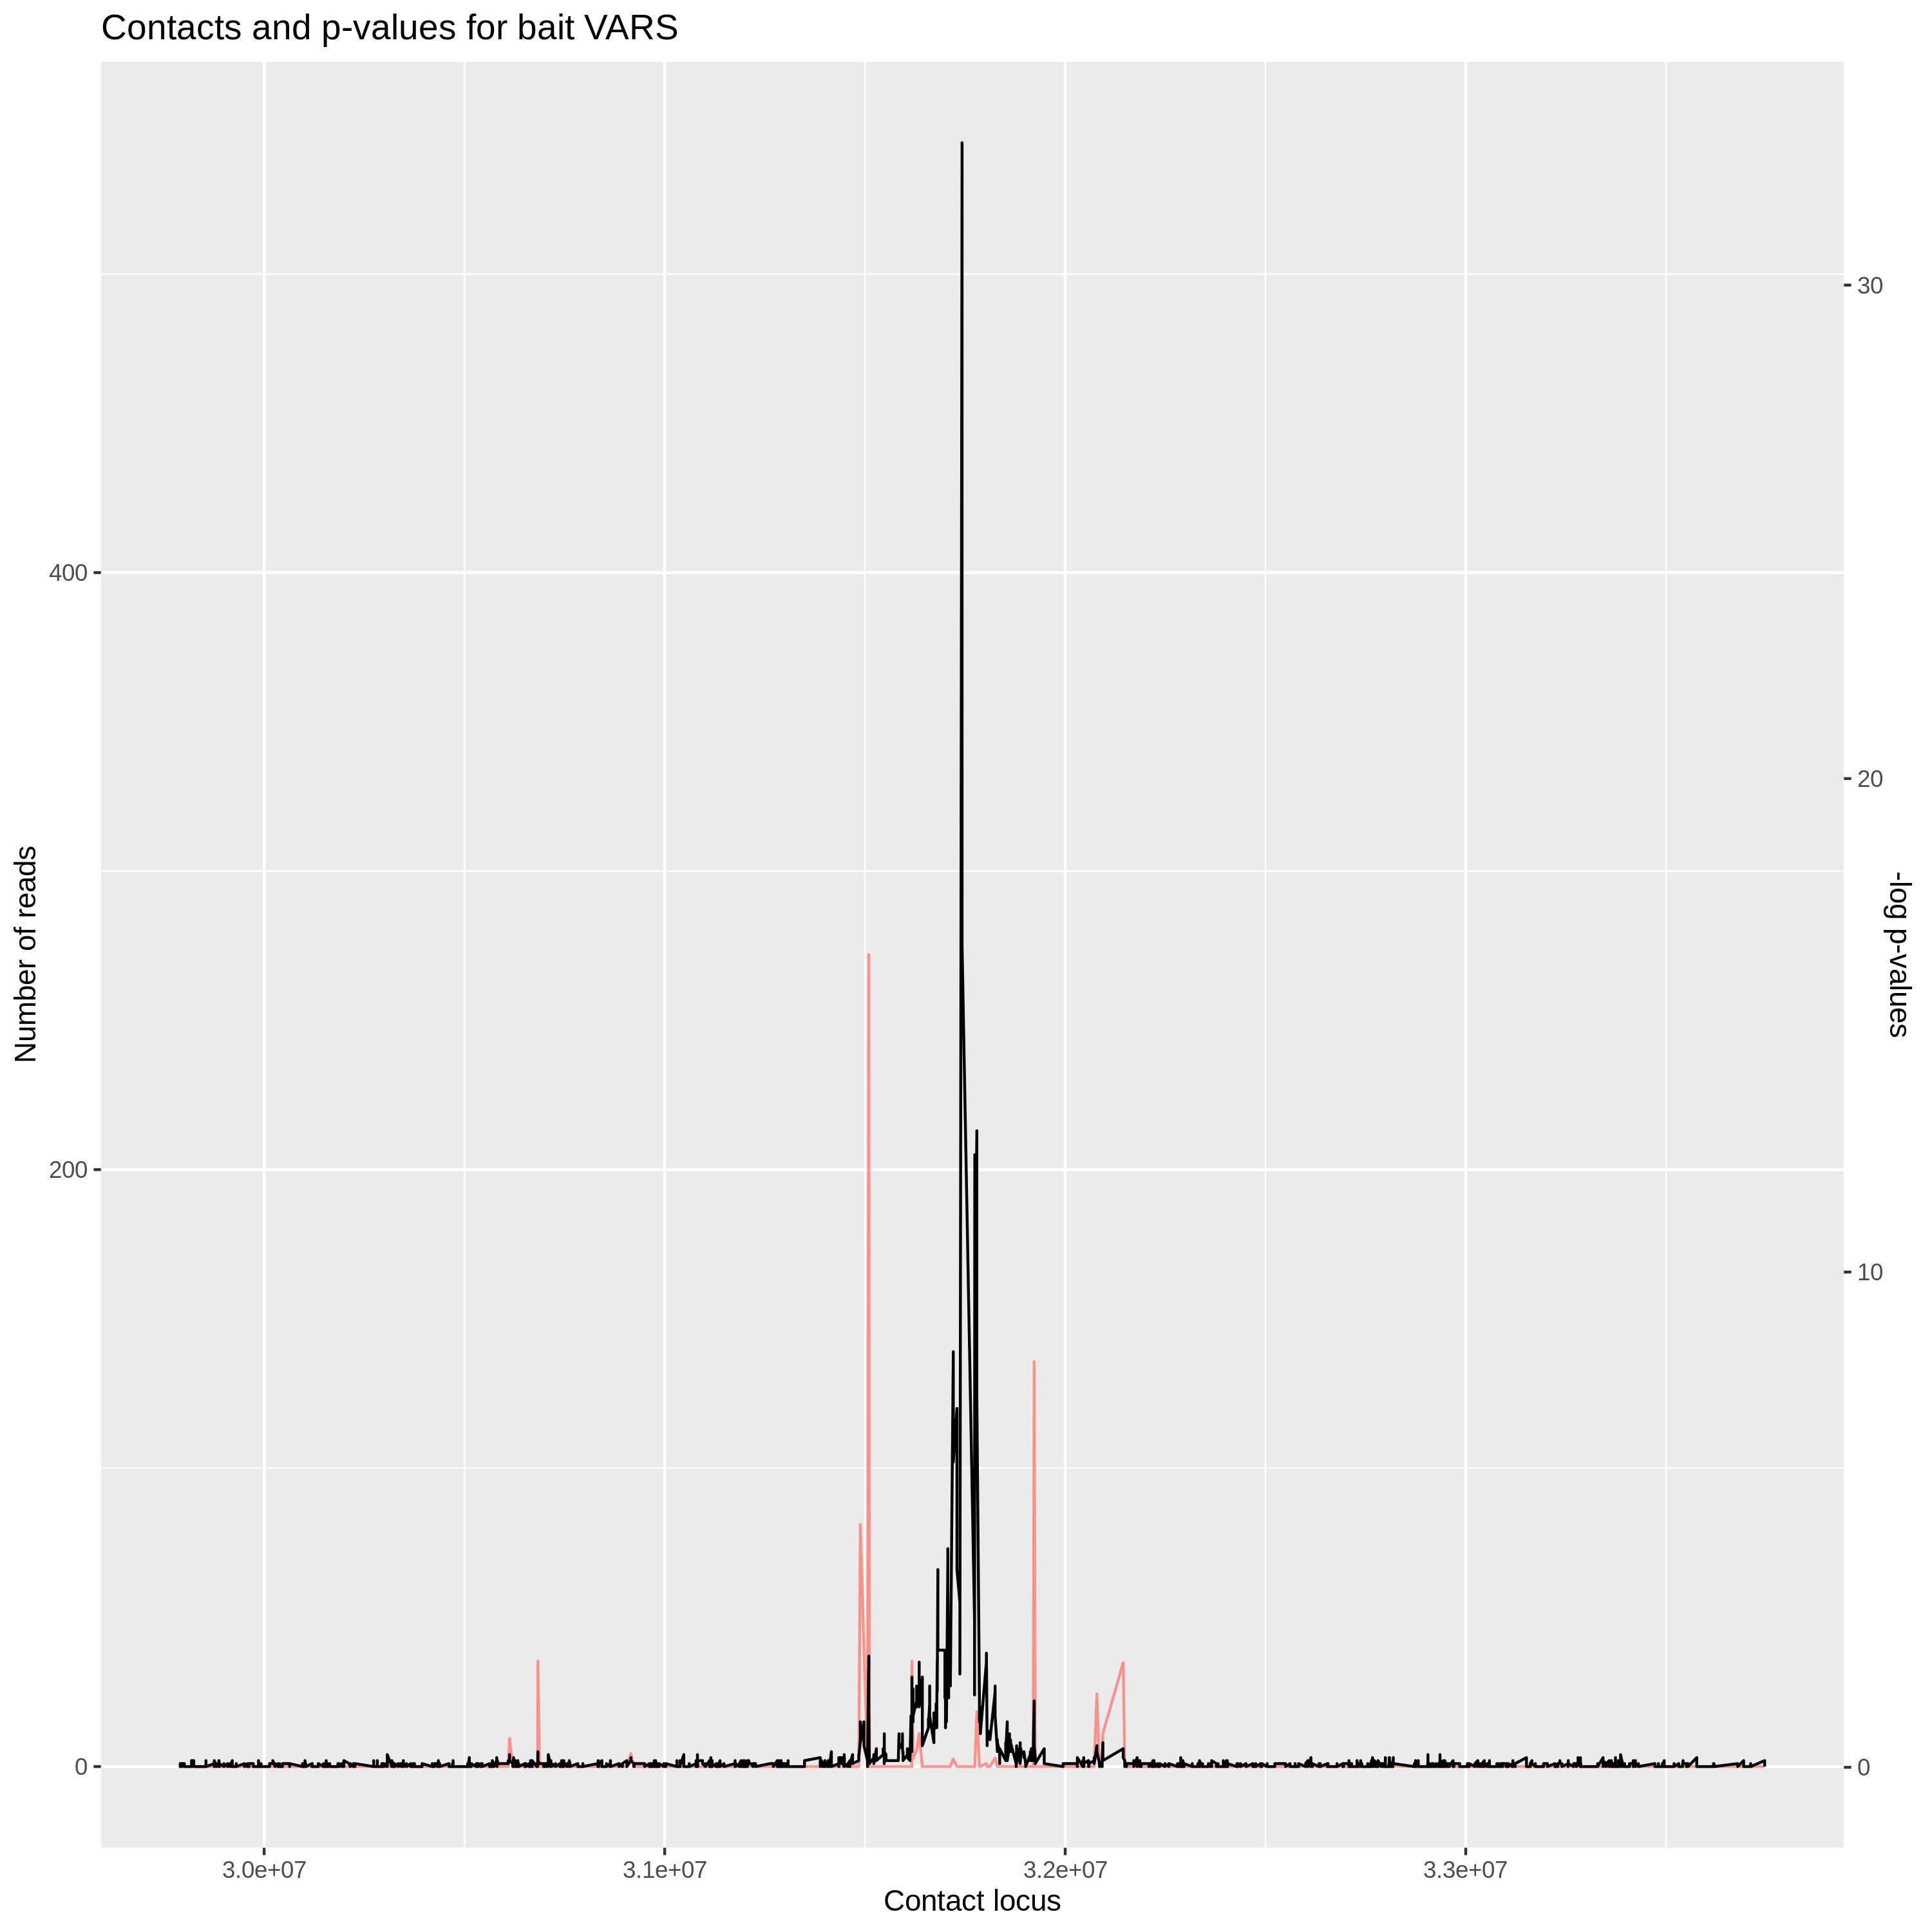 Contacts and p-values for bait VARS
Number of reads
400
200
0
30
20
10
0
-log p-values
3.0e+07
3.1e+07
3.2e+07
3.3e+07
Contact locus